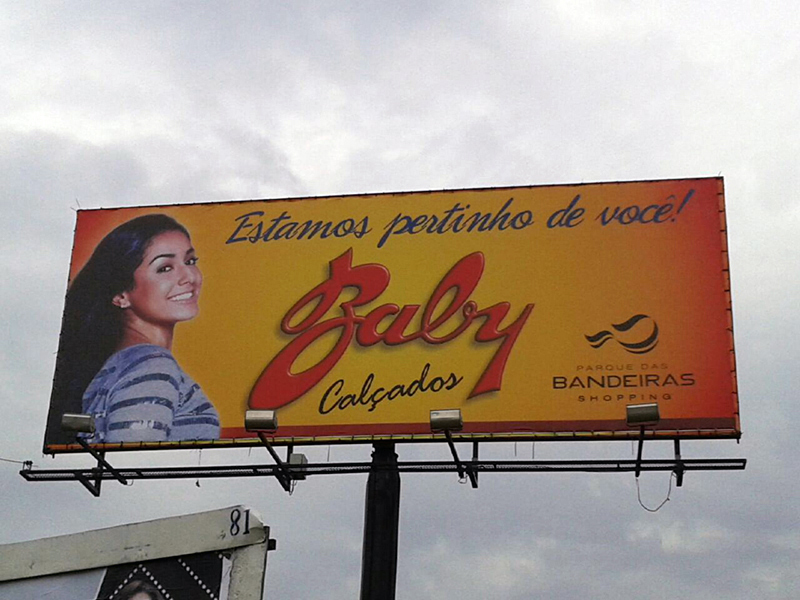 Estamos pertinho de você!
Baby
Calçados
PARQUE DAS
BANDEIRAS
SHOPPING
81